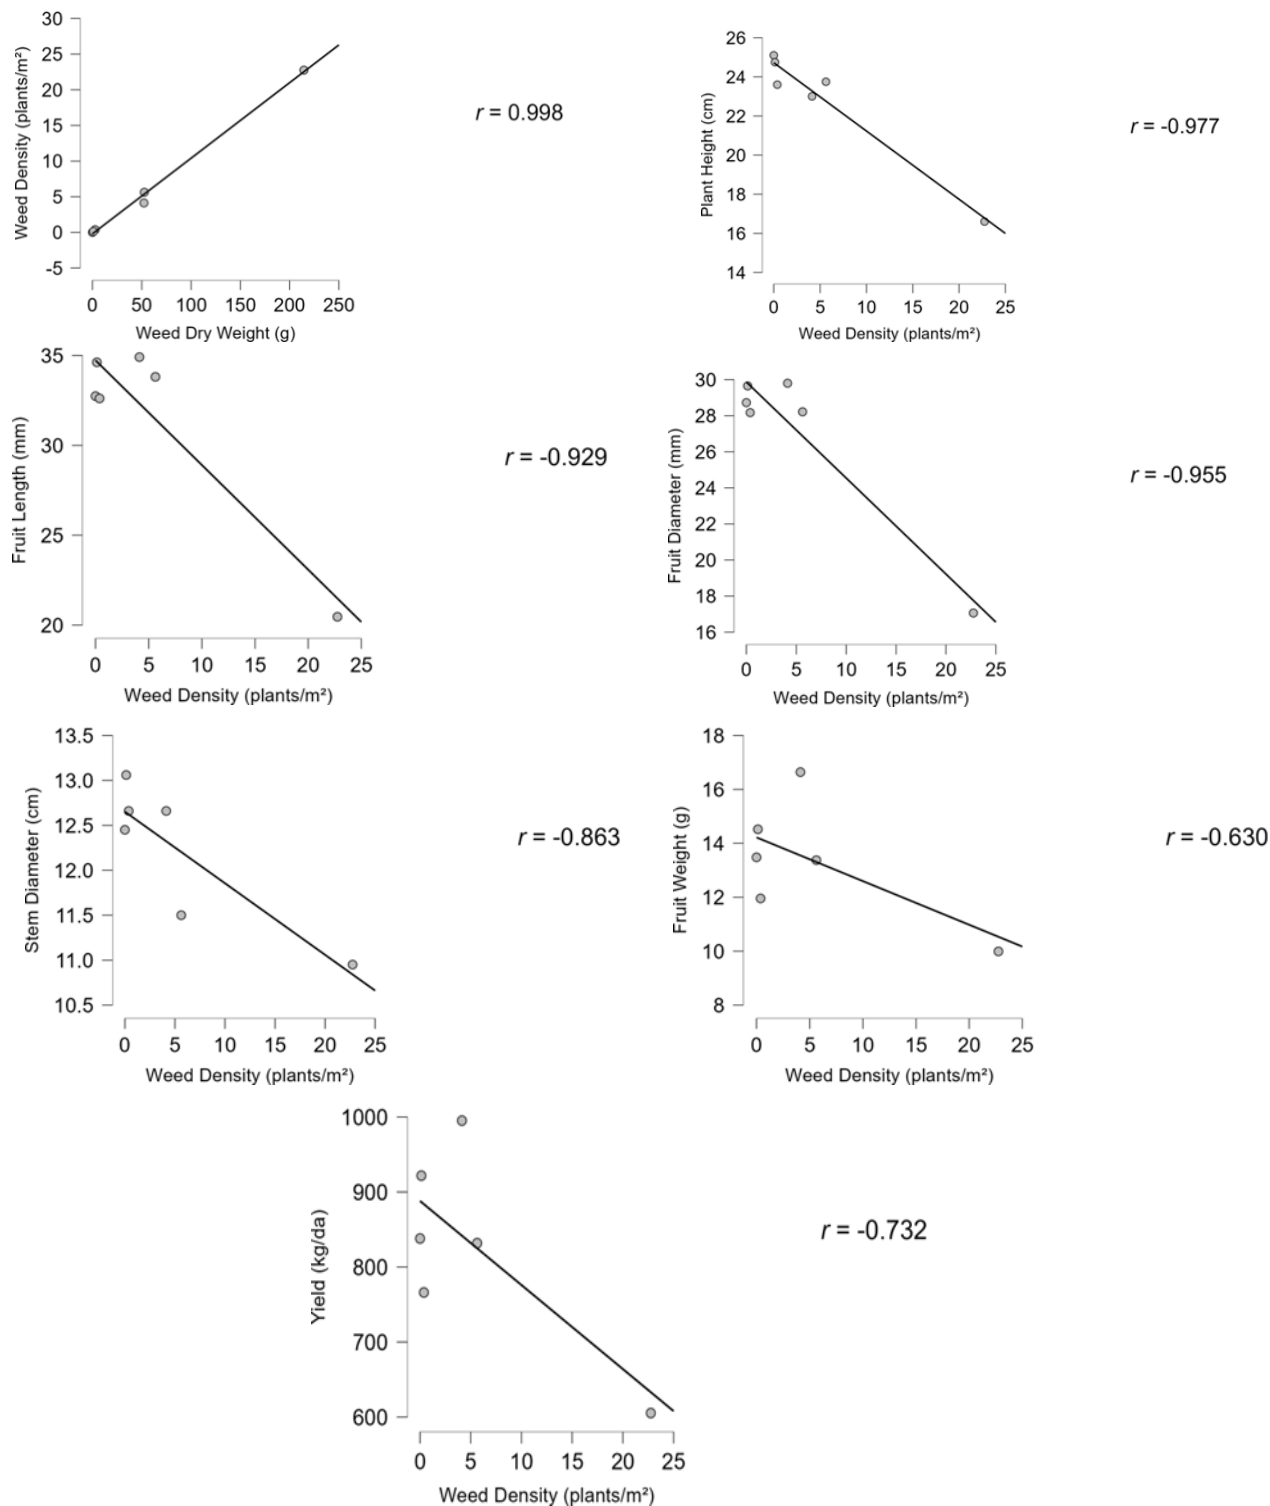 30
25
20
15
10
5
0
-5
Weed Density (plants/m²)
0 50 100 150 200 250
Weed Dry Weight (g)
r = 0.998
26
24
22
20
18
16
14
Plant Height (cm)
0 5 10 15 20 25
Weed Density (plants/m²)
r = -0.977
35
30
25
20
Fruit Length (mm)
0 5 10 15 20 25
Weed Density (plants/m²)
r = -0.929
30
28
26
24
22
20
18
16
Fruit Diameter (mm)
0 5 10 15 20 25
Weed Density (plants/m²)
r = -0.955
13.5
13.0
12.5
12.0
11.5
11.0
10.5
Stem Diameter (cm)
0 5 10 15 20 25
Weed Density (plants/m²)
r = -0.863
18
16
14
12
10
8
Fruit Weight (g)
0 5 10 15 20 25
Weed Density (plants/m²)
r = -0.630
1000
900
800
700
600
Yield (kg/da)
0 5 10 15 20 25
Weed Density (plants/m²)
r = -0.732